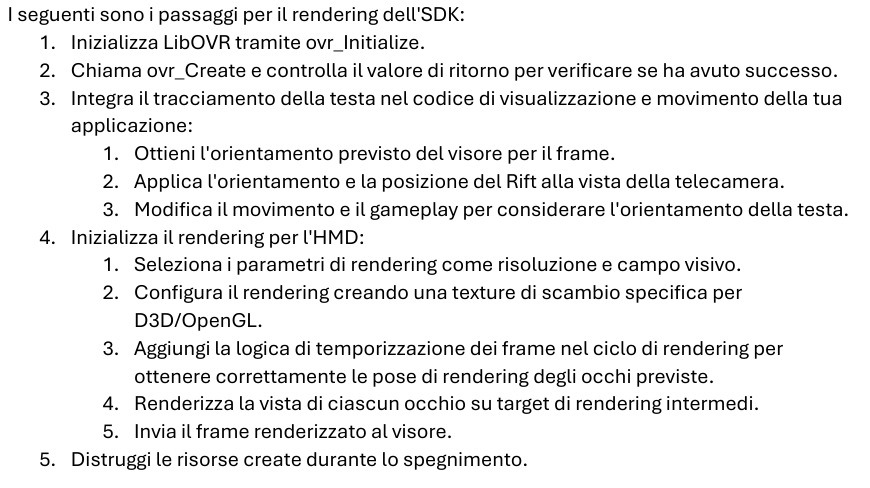 I seguenti sono i passaggi per il rendering dell'SDK:
1. Inizializza LibOVR tramite ovr_Initialize.
2. Chiama ovr_Create e controlla il valore di ritorno per verificare se ha avuto successo.
3. Integra il tracciamento della testa nel codice di visualizzazione e movimento della tua
applicazione:
1. Ottieni l'orientamento previsto del visore per il frame.
2. Applica l'orientamento e la posizione del Rift alla vista della telecamera.
3. Modifica il movimento e il gameplay per considerare l'orientamento della testa.
4. Inizializza il rendering per l'HMD:
1. Seleziona i parametri di rendering come risoluzione e campo visivo.
2. Configura il rendering creando una texture di scambio specifica per
D3D/OpenGL.
3. Aggiungi la logica di temporizzazione dei frame nel ciclo di rendering per
ottenere correttamente le pose di rendering degli occhi previste.
4. Renderizza la vista di ciascun occhio su target di rendering intermedi.
5. Invia il frame renderizzato al visore.
5. Distruggi le risorse create durante lo spegnimento.